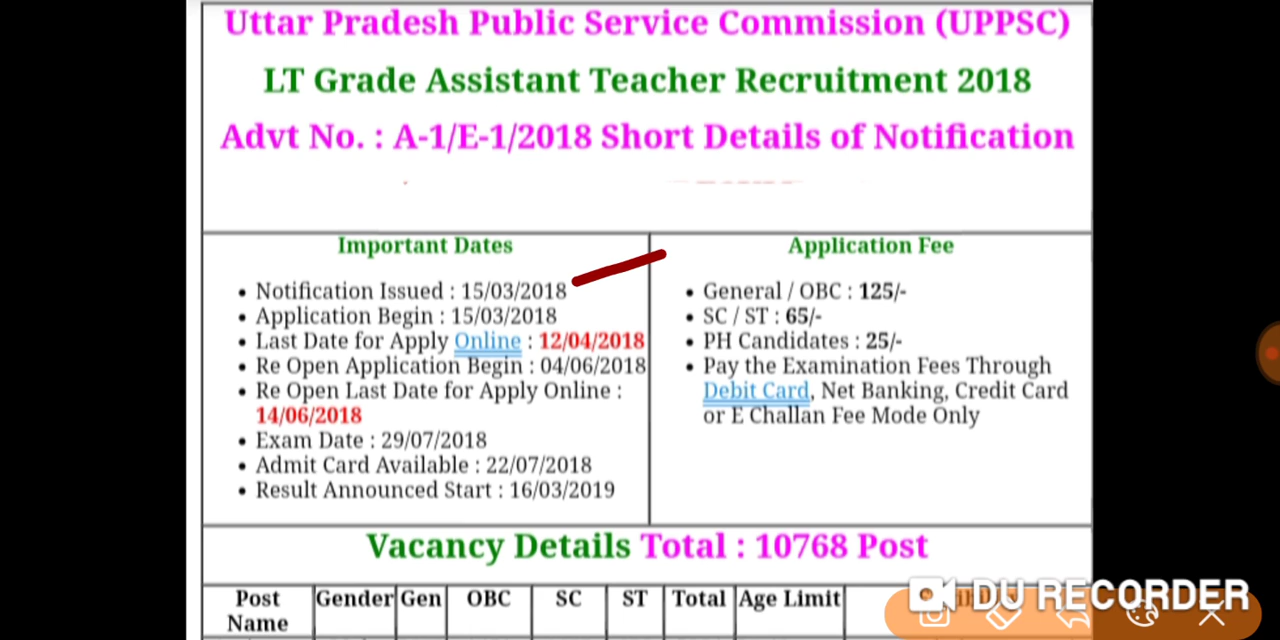 Uttar Pradesh Public Service Commission (UPPSC)
LT Grade Assistant Teacher Recruitment 2018
Advt No. : A-1/E-1/2018 Short Details of Notification
Important Dates
• Notification Issued : 15/03/2018
• Application Begin : 15/03/2018
• Last Date for Apply Online : 12/04/2018
• Re Open Application Begin : 04/06/2018
• Re Open Last Date for Apply Online :
14/06/2018
• Exam Date : 29/07/2018
• Admit Card Available : 22/07/2018
• Result Announced Start : 16/03/2019
Application Fee
• General / OBC : 125/-
• SC / ST : 65/-
• PH Candidates : 25/-
• Pay the Examination Fees Through
Debit Card, Net Banking, Credit Card
or E Challan Fee Mode Only
Vacancy Details Total : 10768 Post
Post Name Gender Gen OBC SC ST Total Age Limit
DU RECORDER